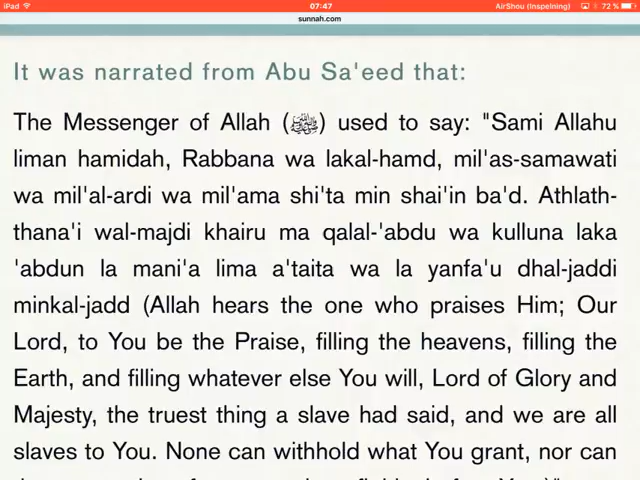 iPad 07:47 AirShou (Inspelning) 72 %
sunnah.com
It was narrated from Abu Sa'eed that:
The Messenger of Allah (ﷺ) used to say: "Sami Allahu
liman hamidah, Rabbana wa lakal-hamd, mil'as-samawati
wa mil'al-ardi wa mil'ama shi'ta min shai'in ba'd. Athlath-
thana'i wal-majdi khairu ma qalal-'abdu wa kulluna laka
'abdun la mani'a lima a'taita wa la yanfa'u dhal-jaddi
minkal-jadd (Allah hears the one who praises Him; Our
Lord, to You be the Praise, filling the heavens, filling the
Earth, and filling whatever else You will, Lord of Glory and
Majesty, the truest thing a slave had said, and we are all
slaves to You. None can withhold what You grant, nor can